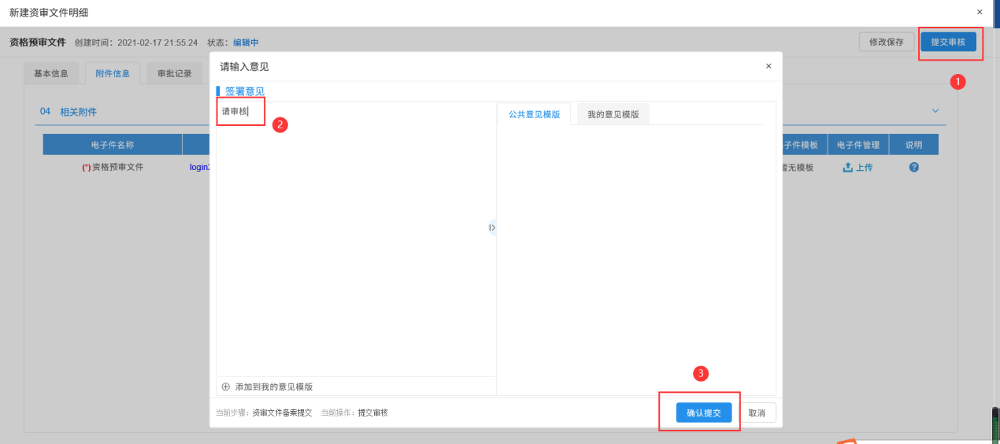 新建资审文件明细 ×
资格预审文件 创建时间：2021-02-17 21:55:24 状态：编辑中 修改保存 提交审核
1
基本信息 附件信息 审批记录
04 相关附件
电子件名称 子件模板 电子件管理 说明
(*)资格预审文件 login 暂无模板 上传 ?
请输入意见 ×
签署意见
请审核
2
公共意见模版 我的意见模版
添加到我的意见模版
3
当前步骤：资审文件备案提交 当前操作：提交审核 确认提交 取消